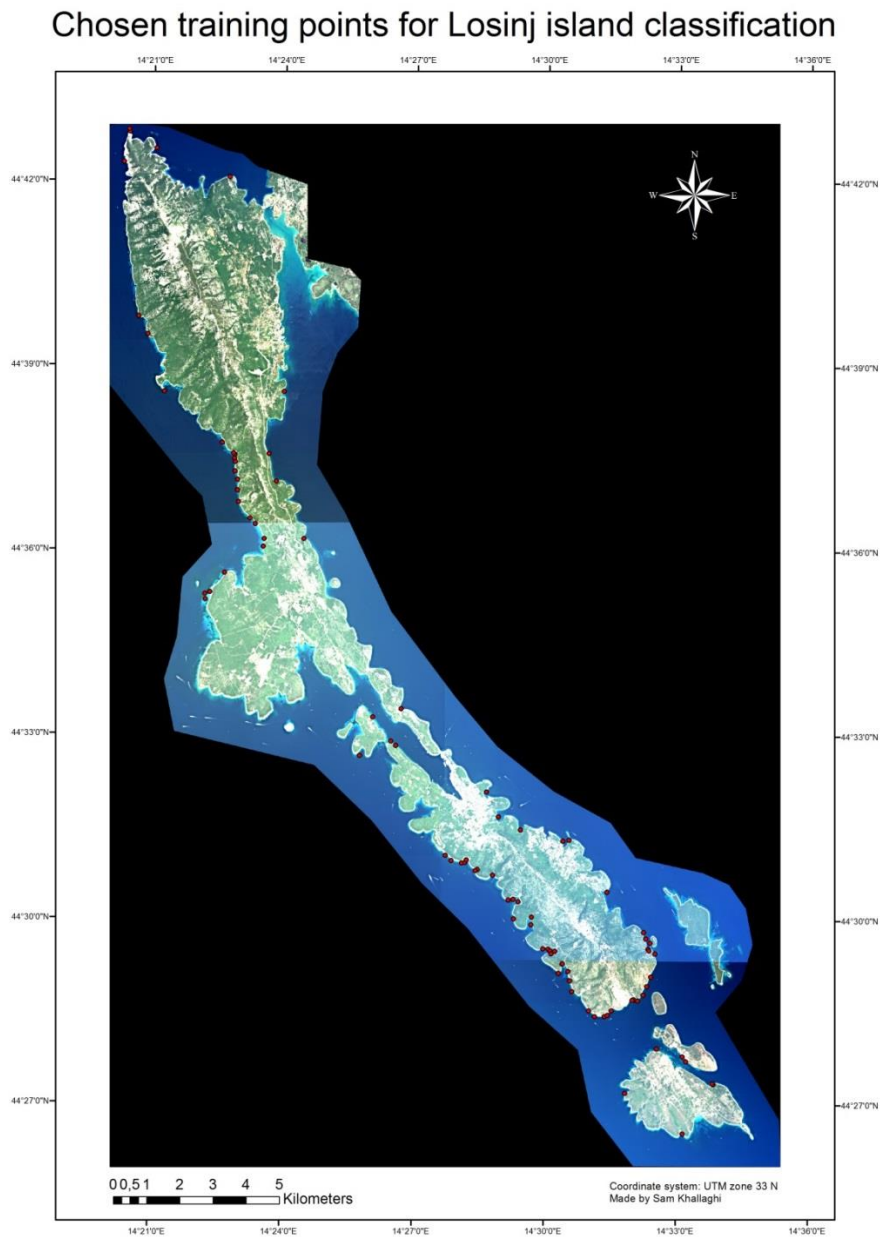 Chosen training points for Losinj island classification
14°21'0"E 14°24'0"E 14°27'0"E 14°30'0"E 14°33'0"E 14°36'0"E
N
W E
S
44°42'0"N 44°42'0"N
44°39'0"N 44°39'0"N
44°36'0"N 44°36'0"N
44°33'0"N 44°33'0"N
44°30'0"N 44°30'0"N
44°27'0"N 44°27'0"N
0 0,5 1 2 3 4 5
Kilometers
Coordinate system: UTM zone 33 N
Made by Sam Khallaghi
14°21'0"E 14°24'0"E 14°27'0"E 14°30'0"E 14°33'0"E 14°36'0"E